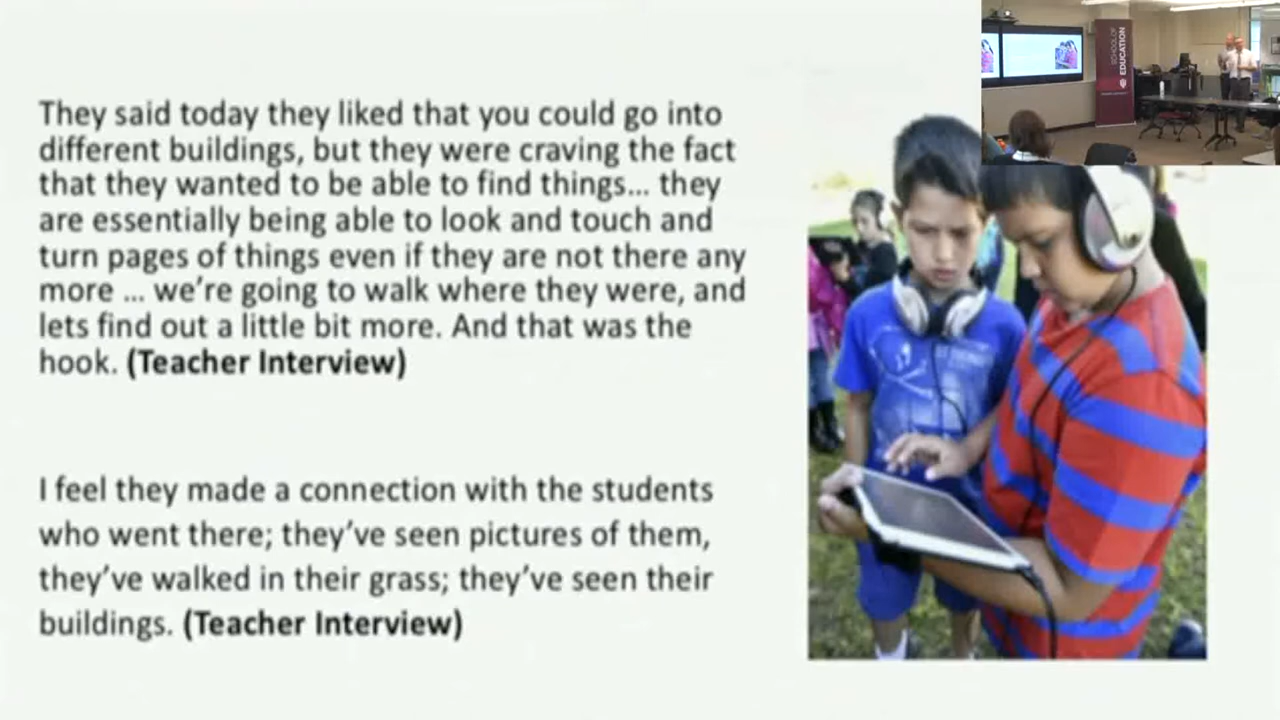 They said today they liked that you could go into
different buildings, but they were craving the fact
that they wanted to be able to find things... they
are essentially being able to look and touch and
turn pages of things even if they are not there any
more ... we're going to walk where they were, and
lets find out a little bit more. And that was the
hook. (Teacher Interview)
I feel they made a connection with the students
who went there; they've seen pictures of them,
they've walked in their grass; they've seen their
buildings. (Teacher Interview)
SCHOOL OF
EDUCATION